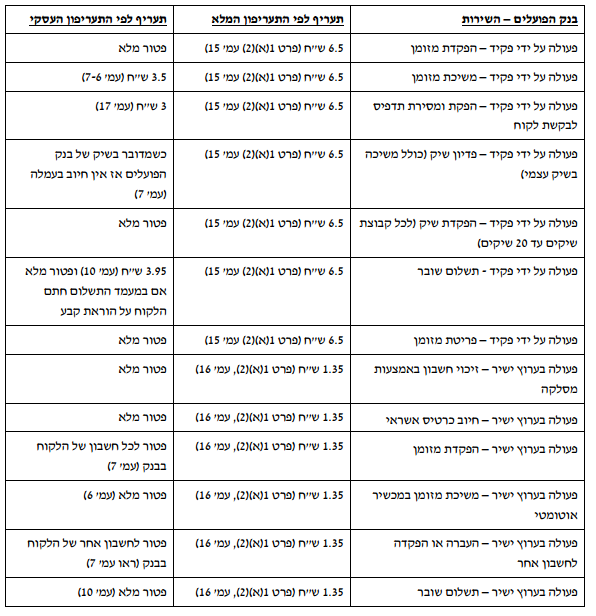 בנק הפועלים – השירות תעריף לפי התעריפון המלא תעריף לפי התעריפון העסקי
פעולה על ידי פקיד – הפקדת מזומן 6.5 ש״ח (פרט 1(א)(2) עמ׳ 15) פטור מלא
פעולה על ידי פקיד – משיכת מזומן 6.5 ש״ח (פרט 1(א)(2) עמ׳ 15) 3.5 ש״ח (עמ׳ 6-7)
פעולה על ידי פקיד – הפקת ומסירת תדפיס 6.5 ש״ח (פרט 1(א)(2) עמ׳ 15) 3 ש״ח (עמ׳ 17)
לבקשת לקוח
פעולה על ידי פקיד – פדיון שיק (כולל משיכה 6.5 ש״ח (פרט 1(א)(2) עמ׳ 15) כשמדובר בשיק של בנק
בשיק עצמי) הפועלים אז אין חיוב בעמלה
(עמ׳ 7)
פעולה על ידי פקיד – הפקדת שיק (לכל קבוצת 6.5 ש״ח (פרט 1(א)(2) עמ׳ 15) פטור מלא
שיקים עד 20 שיקים)
פעולה על ידי פקיד - תשלום שובר 6.5 ש״ח (פרט 1(א)(2) עמ׳ 15) 3.95 ש״ח (עמ׳ 10) ופטור מלא
אם במעמד התשלום חתם
הלקוח על הוראת קבע
פעולה על ידי פקיד – פריטת מזומן 6.5 ש״ח (פרט 1(א)(2) עמ׳ 15) פטור מלא
פעולה בערוץ ישיר – זיכוי חשבון באמצעות 1.35 ש״ח (פרט 1(א)(2), עמ׳ 16) פטור מלא
מסלקה
פעולה בערוץ ישיר – חיוב כרטיס אשראי 1.35 ש״ח (פרט 1(א)(2), עמ׳ 16) פטור מלא
פעולה בערוץ ישיר – הפקדת מזומן 1.35 ש״ח (פרט 1(א)(2), עמ׳ 16) פטור לכל חשבון של הלקוח
בבנק (עמ׳ 7)
פעולה בערוץ ישיר – משיכת מזומן במכשיר 1.35 ש״ח (פרט 1(א)(2), עמ׳ 16) פטור מלא (עמ׳ 6)
אוטומטי
פעולה בערוץ ישיר – העברה או הפקדה 1.35 ש״ח (פרט 1(א)(2), עמ׳ 16) פטור לחשבון אחר של הלקוח
לחשבון אחר בבנק (ראו עמ׳ 7)
פעולה בערוץ ישיר – תשלום שובר 1.35 ש״ח (פרט 1(א)(2), עמ׳ 16) פטור מלא (עמ׳ 10)